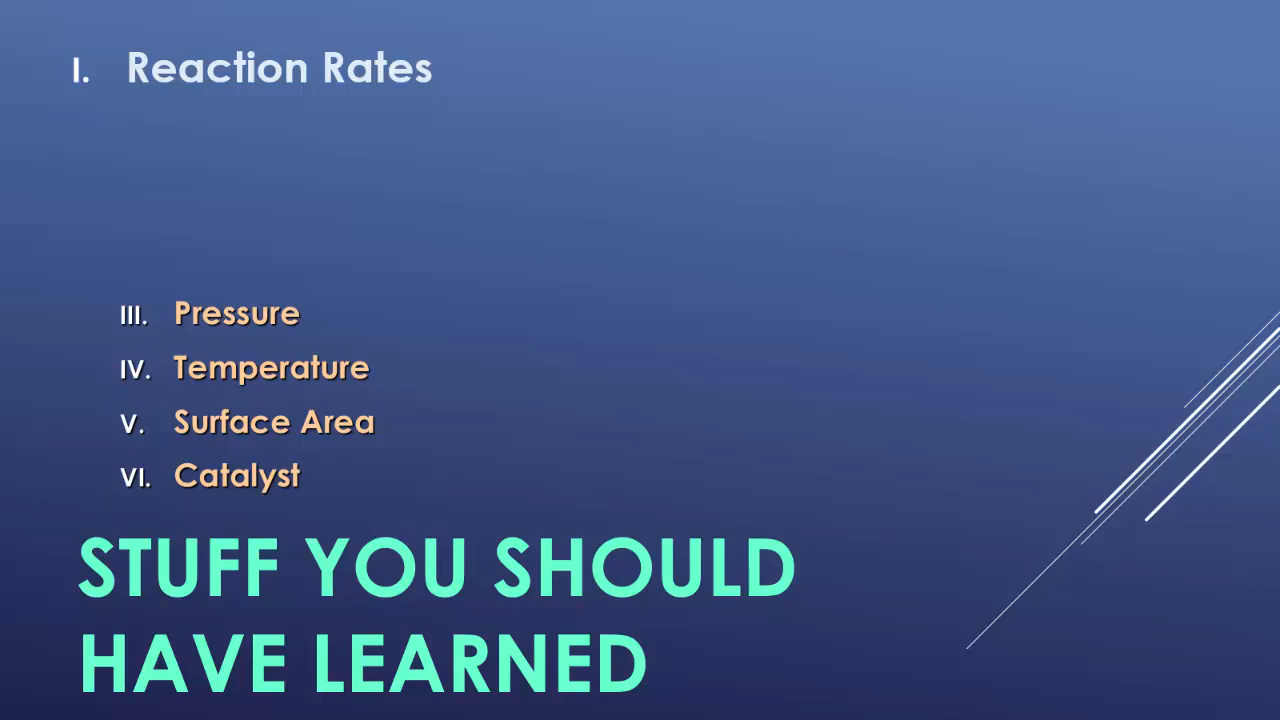 I. Reaction Rates
III. Pressure
IV. Temperature
V. Surface Area
VI. Catalyst
STUFF YOU SHOULD
HAVE LEARNED